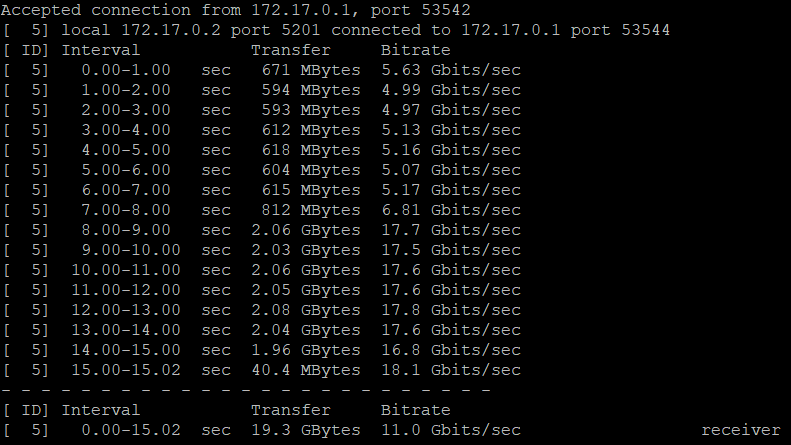 Accepted connection from 172.17.0.1, port 53542
[  5] local 172.17.0.2 port 5201 connected to 172.17.0.1 port 53544
[ ID] Interval           Transfer     Bitrate
[  5]   0.00-1.00   sec   671 MBytes  5.63 Gbits/sec
[  5]   1.00-2.00   sec   594 MBytes  4.99 Gbits/sec
[  5]   2.00-3.00   sec   593 MBytes  4.97 Gbits/sec
[  5]   3.00-4.00   sec   612 MBytes  5.13 Gbits/sec
[  5]   4.00-5.00   sec   618 MBytes  5.16 Gbits/sec
[  5]   5.00-6.00   sec   604 MBytes  5.07 Gbits/sec
[  5]   6.00-7.00   sec   615 MBytes  5.17 Gbits/sec
[  5]   7.00-8.00   sec   812 MBytes  6.81 Gbits/sec
[  5]   8.00-9.00   sec  2.06 GBytes  17.7 Gbits/sec
[  5]   9.00-10.00  sec  2.03 GBytes  17.5 Gbits/sec
[  5]  10.00-11.00  sec  2.06 GBytes  17.6 Gbits/sec
[  5]  11.00-12.00  sec  2.05 GBytes  17.6 Gbits/sec
[  5]  12.00-13.00  sec  2.08 GBytes  17.8 Gbits/sec
[  5]  13.00-14.00  sec  2.04 GBytes  17.6 Gbits/sec
[  5]  14.00-15.00  sec  1.96 GBytes  16.8 Gbits/sec
[  5]  15.00-15.02  sec  40.4 MBytes  18.1 Gbits/sec
- - - - - - - - - - - - - - - - - - - - - - - - -
[ ID] Interval           Transfer     Bitrate
[  5]   0.00-15.02  sec  19.3 GBytes  11.0 Gbits/sec                  receiver